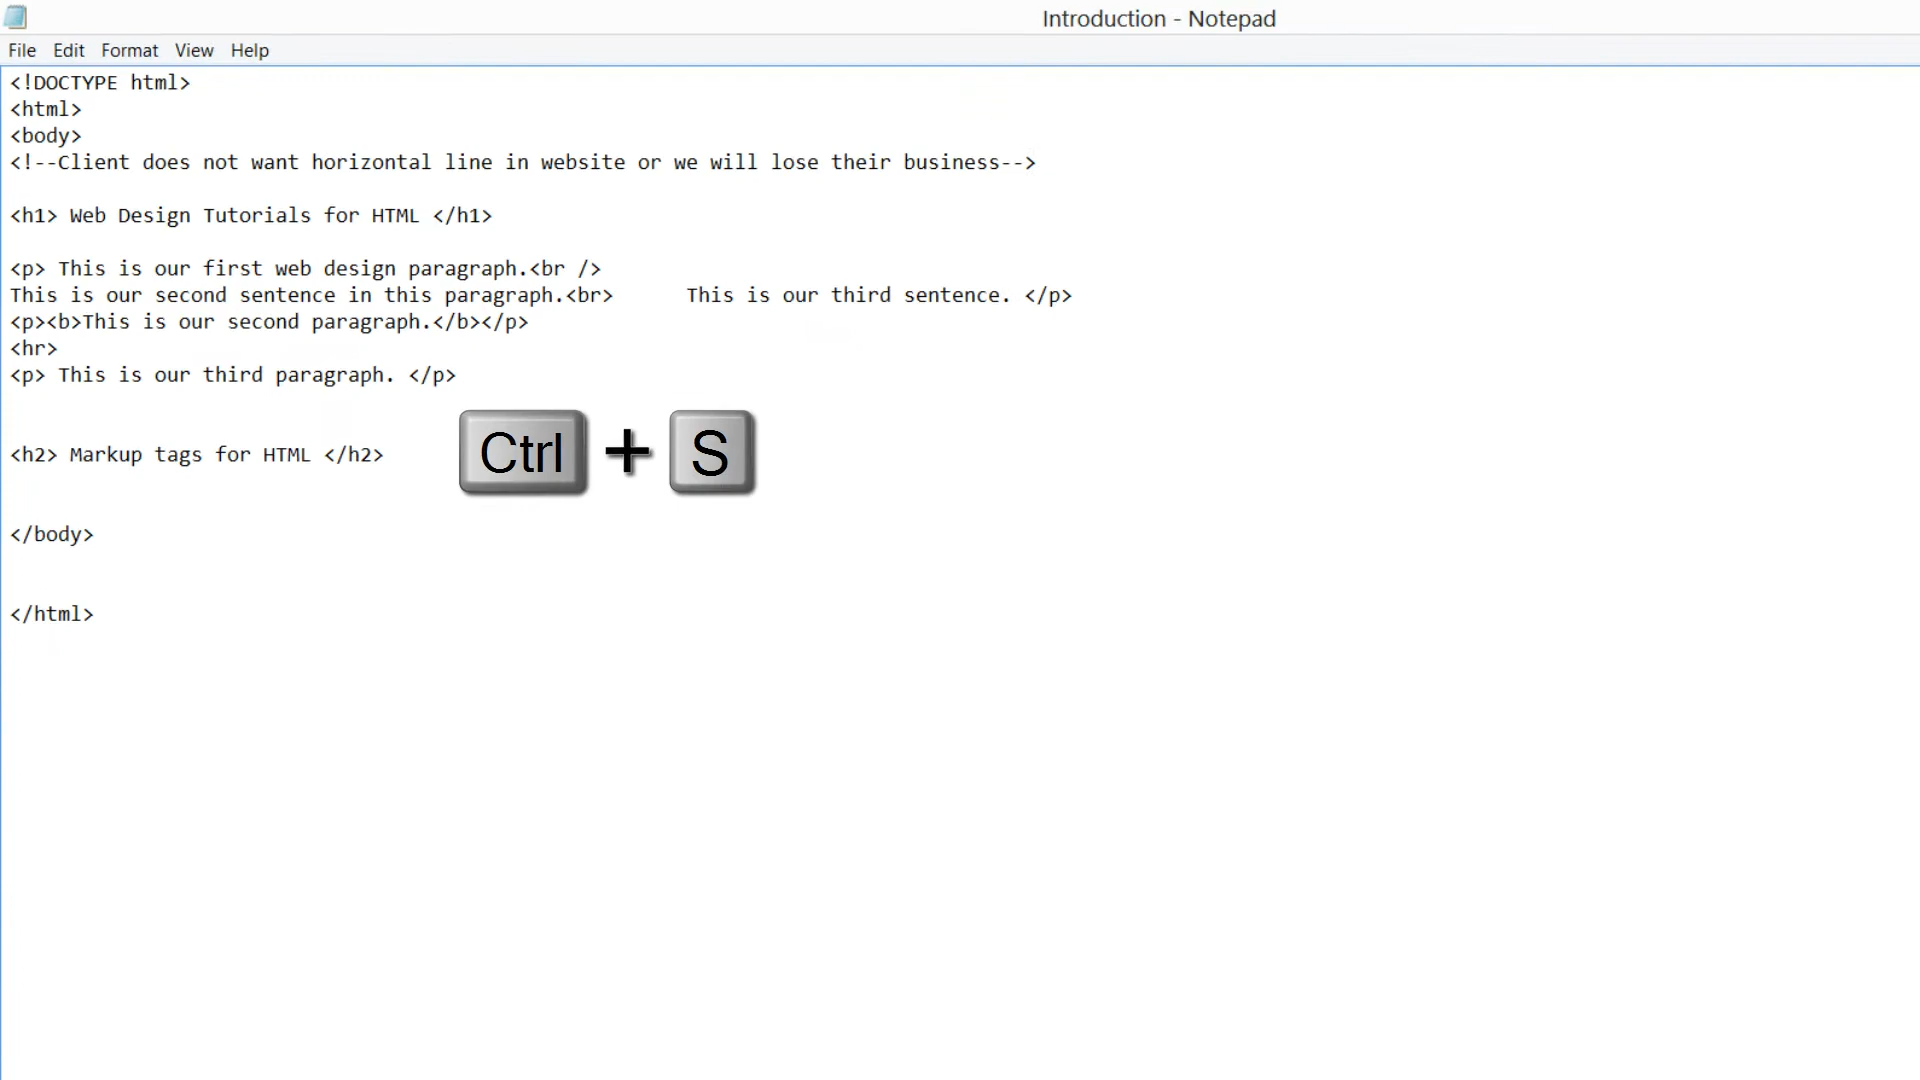 Introduction - Notepad
File Edit Format View Help
<!DOCTYPE html>
<html>
<body>
<!--Client does not want horizontal line in website or we will lose their business-->
<h1> Web Design Tutorials for HTML </h1>
<p> This is our first web design paragraph.<br />
This is our second sentence in this paragraph.<br>      This is our third sentence. </p>
<p><b>This is our second paragraph.</b></p>
<hr>
<p> This is our third paragraph. </p>
<h2> Markup tags for HTML </h2>
Ctrl + S
</body>
</html>